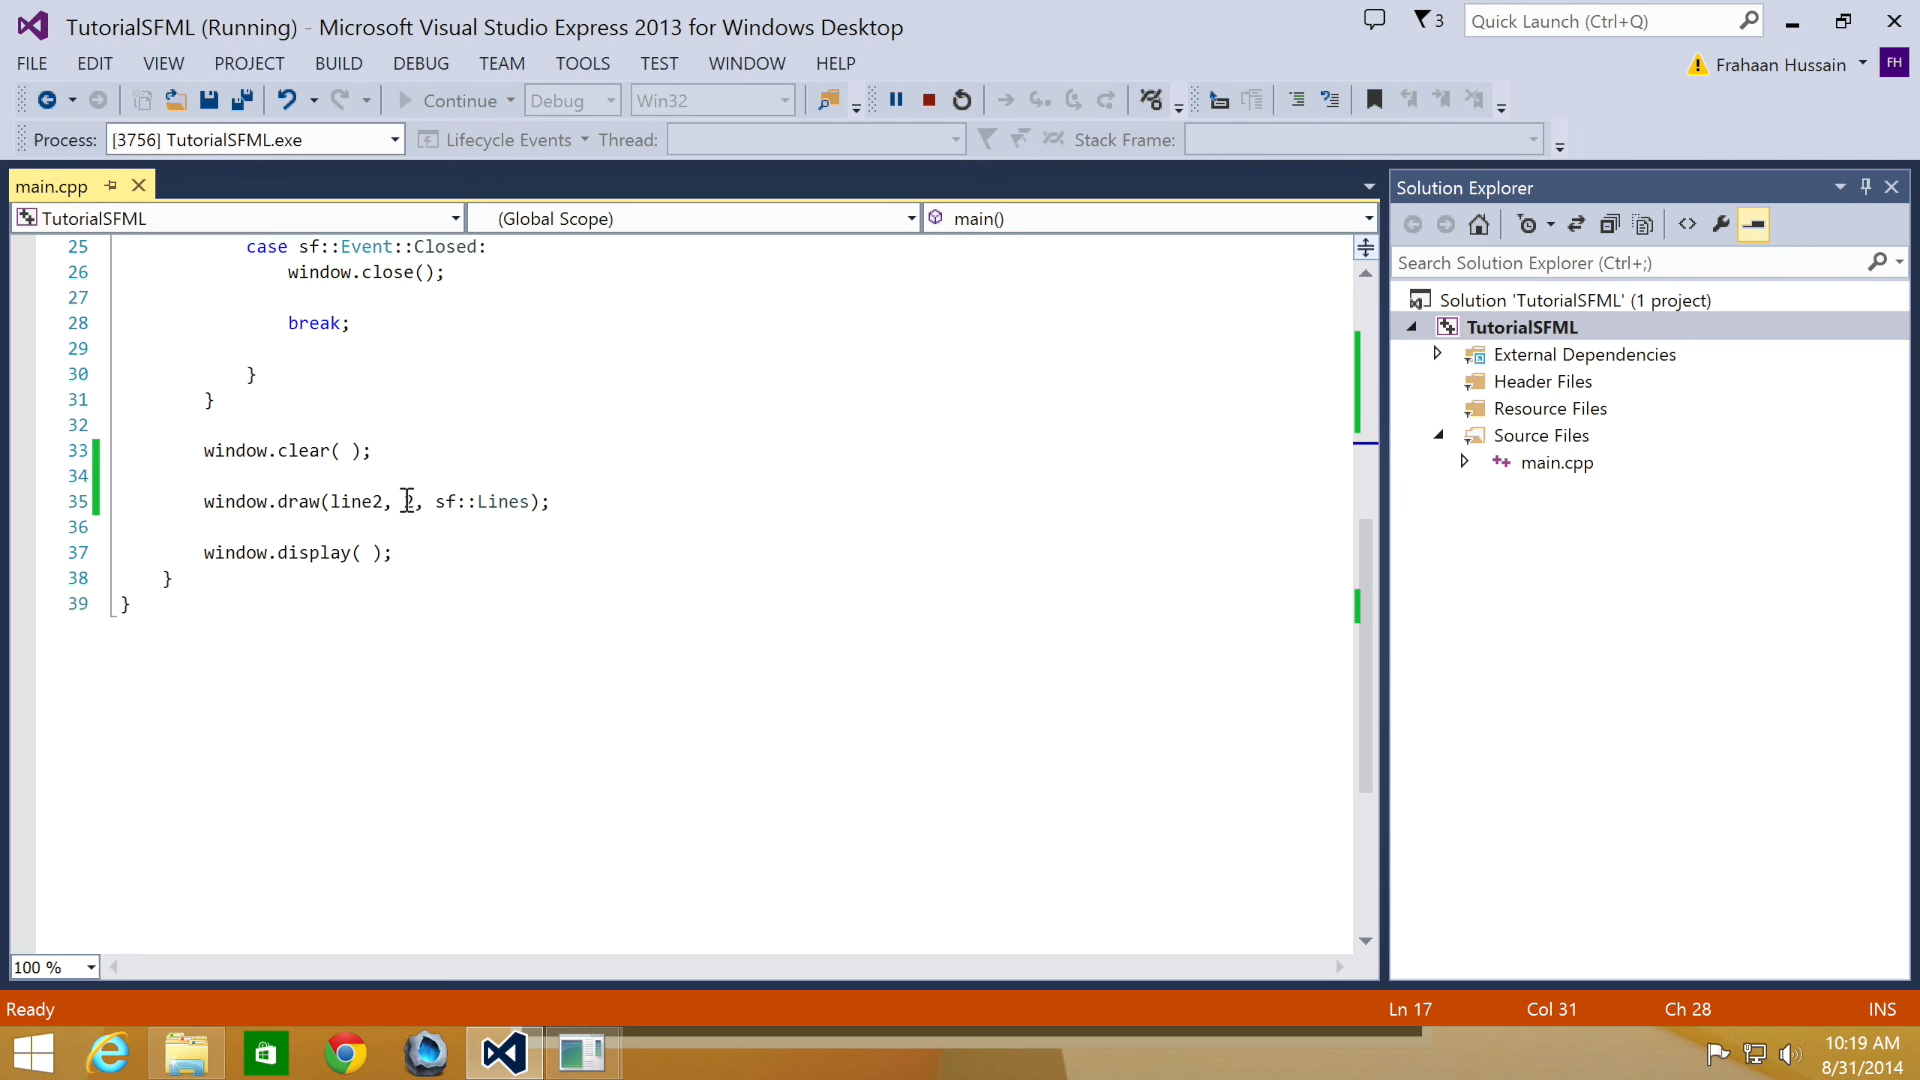 TutorialSFML (Running) - Microsoft Visual Studio Express 2013 for Windows Desktop
3
Quick Launch (Ctrl+Q)
FILE EDIT VIEW PROJECT BUILD DEBUG TEAM TOOLS TEST WINDOW HELP
Frahaan Hussain
FH
Continue Debug Win32
Process: [3756] TutorialSFML.exe Lifecycle Events Thread: Stack Frame:
main.cpp
TutorialSFML (Global Scope) main()
25 case sf::Event::Closed:
26 window.close();
27
28 break;
29
30 }
31 }
32
33 window.clear( );
34
35 window.draw(line2, 2, sf::Lines);
36
37 window.display( );
38 }
39 }
100 %
Solution Explorer
Search Solution Explorer (Ctrl+;)
Solution 'TutorialSFML' (1 project)
TutorialSFML
External Dependencies
Header Files
Resource Files
Source Files
main.cpp
Ready Ln 17 Col 31 Ch 28 INS
10:19 AM
8/31/2014